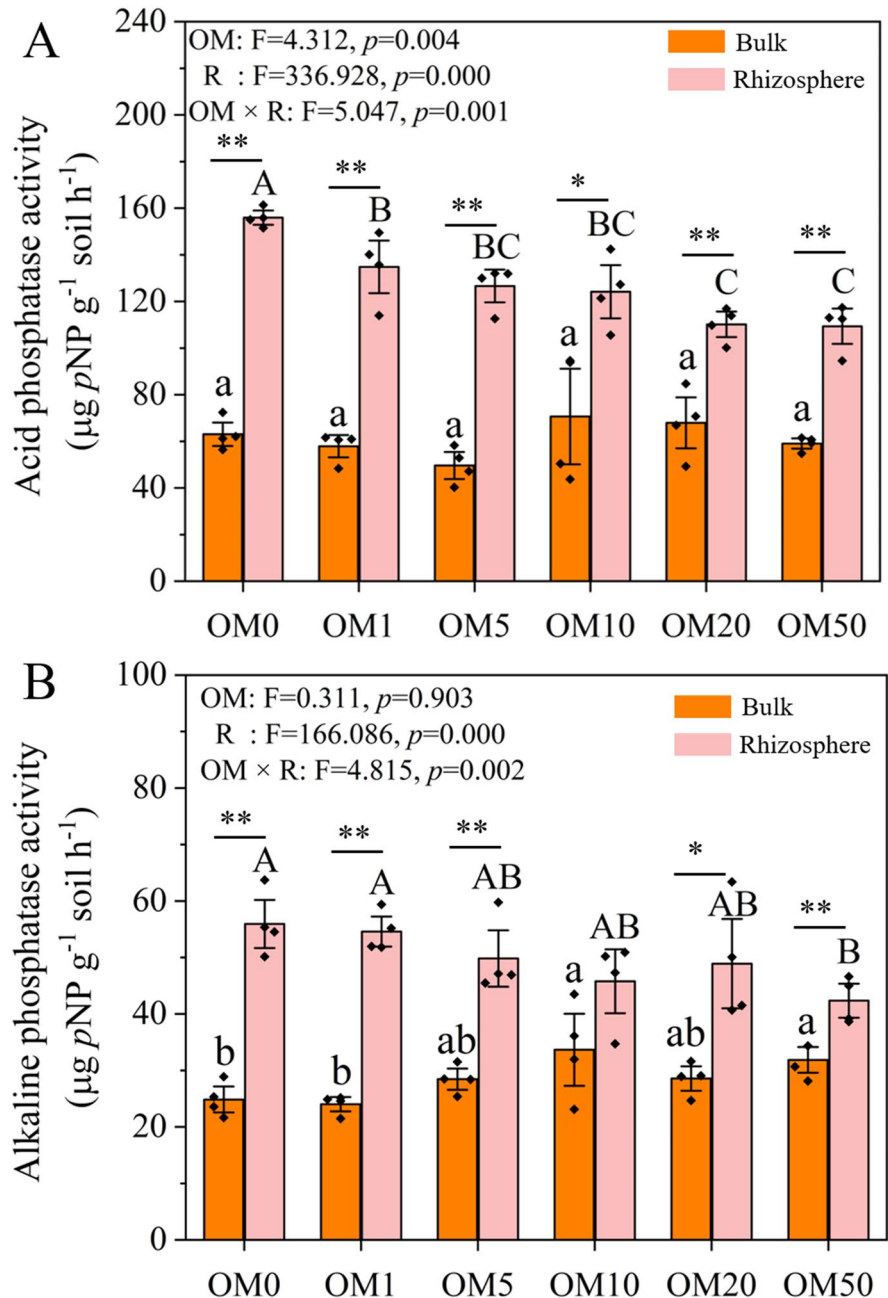 A
Acid phosphatase activity
(μg pNP g⁻¹ soil h⁻¹)
240
200
160
120
80
40
0
OM: F=4.312, p=0.004
R : F=336.928, p=0.000
OM × R: F=5.047, p=0.001
Bulk
Rhizosphere
** ** ** * ** **
A B BC BC C C
a a a a a a
OM0 OM1 OM5 OM10 OM20 OM50
B
Alkaline phosphatase activity
(μg pNP g⁻¹ soil h⁻¹)
100
80
60
40
20
0
OM: F=0.311, p=0.903
R : F=166.086, p=0.000
OM × R: F=4.815, p=0.002
Bulk
Rhizosphere
** ** ** * **
A A AB AB AB B
b b ab a ab a
OM0 OM1 OM5 OM10 OM20 OM50